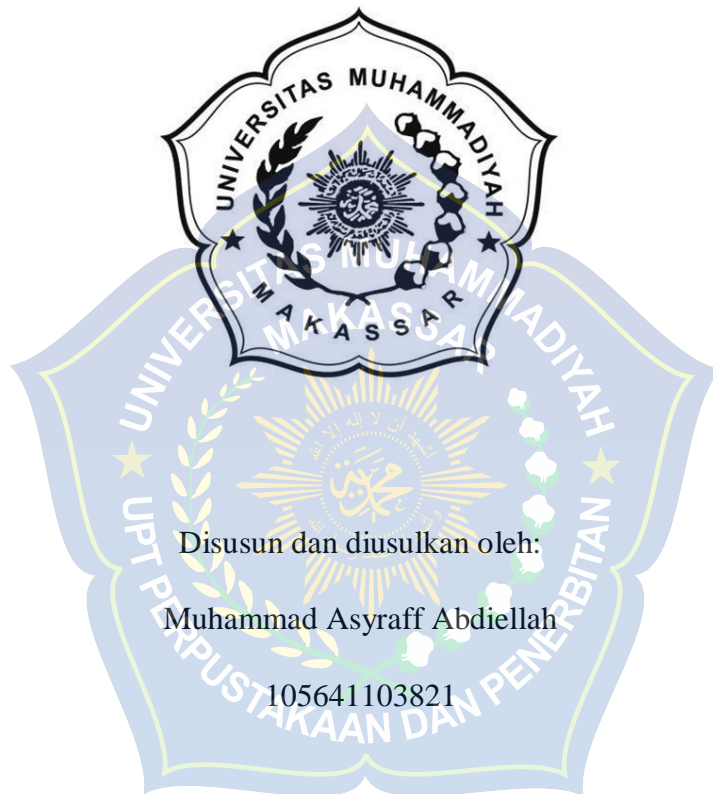 UNIVERSITAS MUHAMMADIYAH
MAKASSAR
UNIVERSITAS MUHAMMADIYAH
MAKASSAR
UPT PERPUSTAKAAN DAN PENERBITAN
Disusun dan diusulkan oleh:
Muhammad Asyraff Abdiellah
105641103821